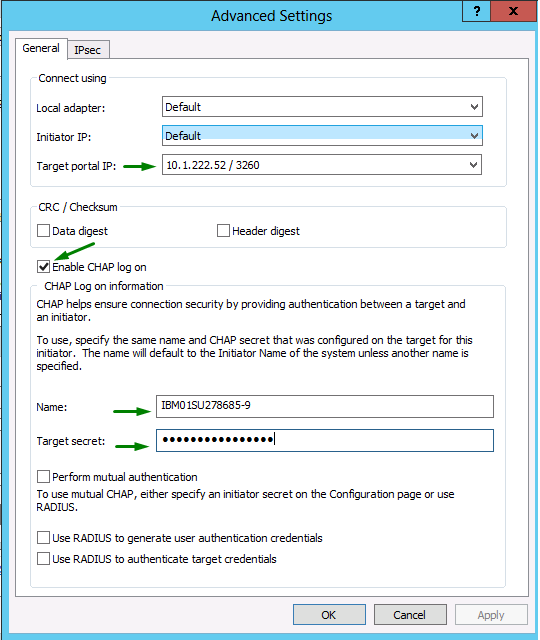 Advanced Settings
?
x
General
IPsec
Connect using
Local adapter:
Default
Initiator IP:
Default
Target portal IP:
10.1.222.52 / 3260
CRC / Checksum
Data digest
Header digest
Enable CHAP log on
CHAP Log on information
CHAP helps ensure connection security by providing authentication between a target and
an initiator.
To use, specify the same name and CHAP secret that was configured on the target for this
initiator. The name will default to the Initiator Name of the system unless another name is
specified.
Name:
IBM01SU278685-9
Target secret:
●●●●●●●●●●●●●●●●
Perform mutual authentication
To use mutual CHAP, either specify an initiator secret on the Configuration page or use
RADIUS.
Use RADIUS to generate user authentication credentials
Use RADIUS to authenticate target credentials
OK
Cancel
Apply